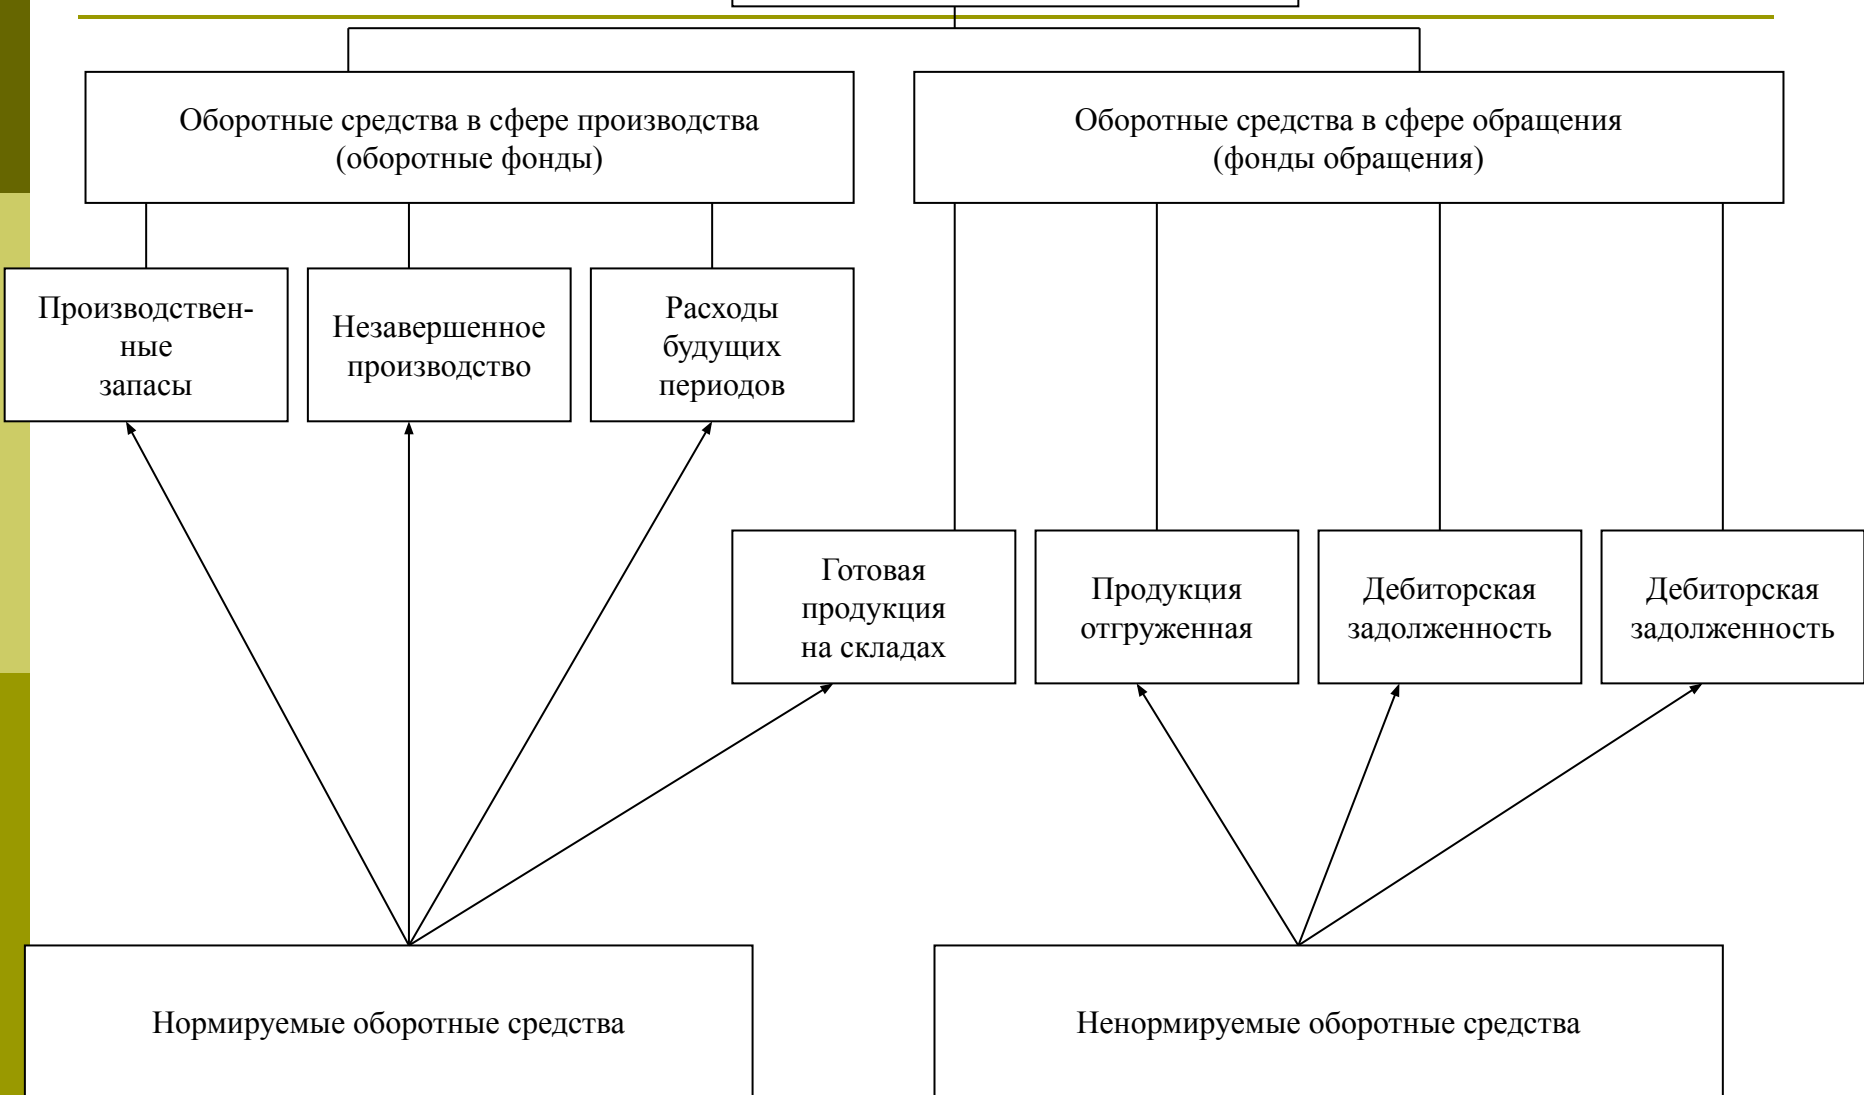 Оборотные средства в сфере производства
(оборотные фонды)
Оборотные средства в сфере обращения
(фонды обращения)
Производствен-
ные
запасы
Незавершенное
производство
Расходы
будущих
периодов
Готовая
продукция
на складах
Продукция
отгруженная
Дебиторская
задолженность
Дебиторская
задолженность
Нормируемые оборотные средства
Ненормируемые оборотные средства